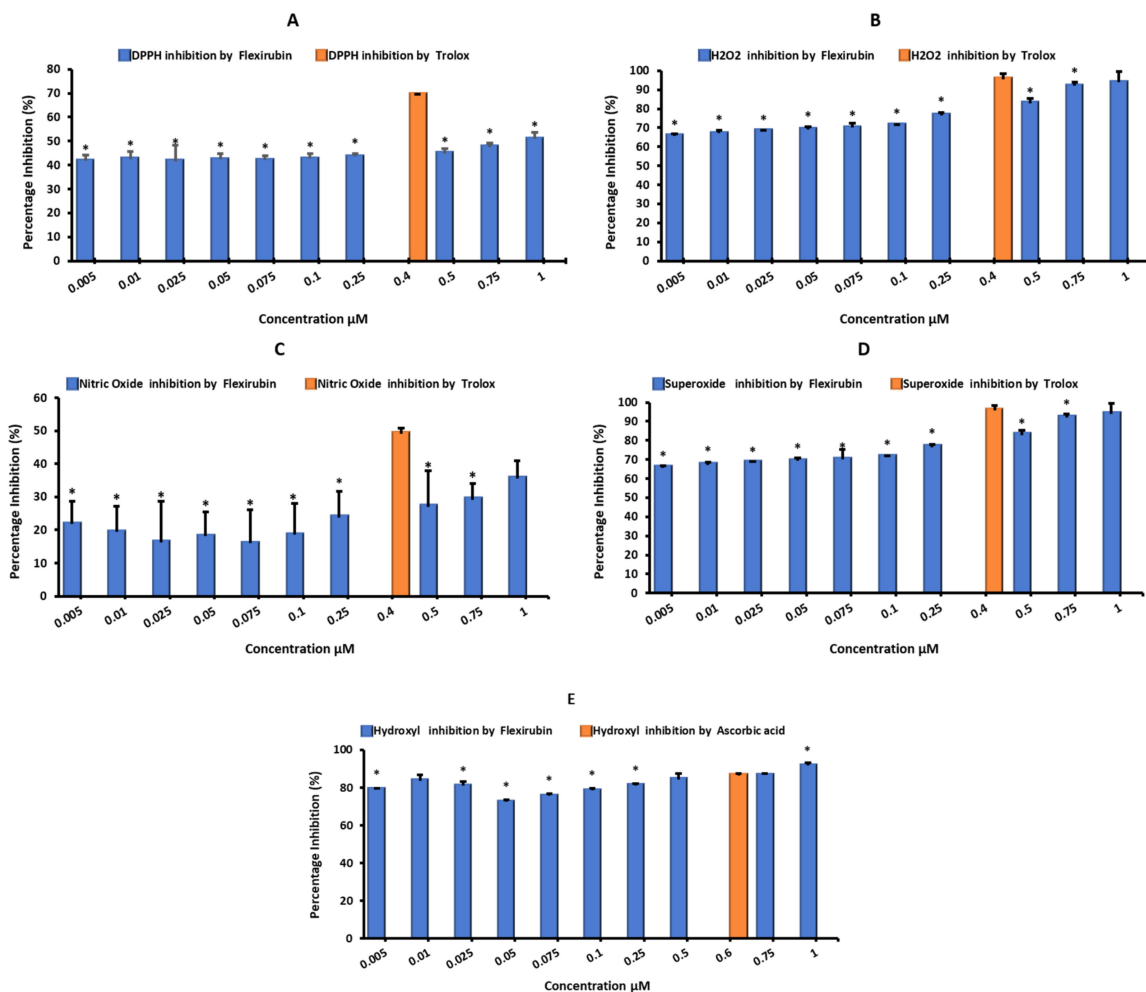 A
DPPH inhibition by Flexirubin DPPH inhibition by Trolox
Percentage Inhibition (%)
80
70
60
50
40
30
20
10
0
* * * * * * * * * *
0.005 0.01 0.025 0.05 0.075 0.1 0.25 0.4 0.5 0.75 1
Concentration µM
B
H2O2 inhibition by Flexirubin H2O2 inhibition by Trolox
Percentage Inhibition (%)
100
90
80
70
60
50
40
30
20
10
0
* * * * * * * * *
0.005 0.01 0.025 0.05 0.075 0.1 0.25 0.4 0.5 0.75 1
Concentration µM
C
Nitric Oxide inhibition by Flexirubin Nitric Oxide inhibition by Trolox
Percentage Inhibition (%)
60
50
40
30
20
10
0
* * * * * * * * *
0.005 0.01 0.025 0.05 0.075 0.1 0.25 0.4 0.5 0.75 1
Concentration µM
D
Superoxide inhibition by Flexirubin Superoxide inhibition by Trolox
Percentage Inhibition (%)
100
90
80
70
60
50
40
30
20
10
0
* * * * * * * * *
0.005 0.01 0.025 0.05 0.075 0.1 0.25 0.4 0.5 0.75 1
Concentration µM
E
Hydroxyl inhibition by Flexirubin Hydroxyl inhibition by Ascorbic acid
Percentage Inhibition (%)
100
80
60
40
20
0
* * * * * * *
0.005 0.01 0.025 0.05 0.075 0.1 0.25 0.5 0.6 0.75 1
Concentration µM